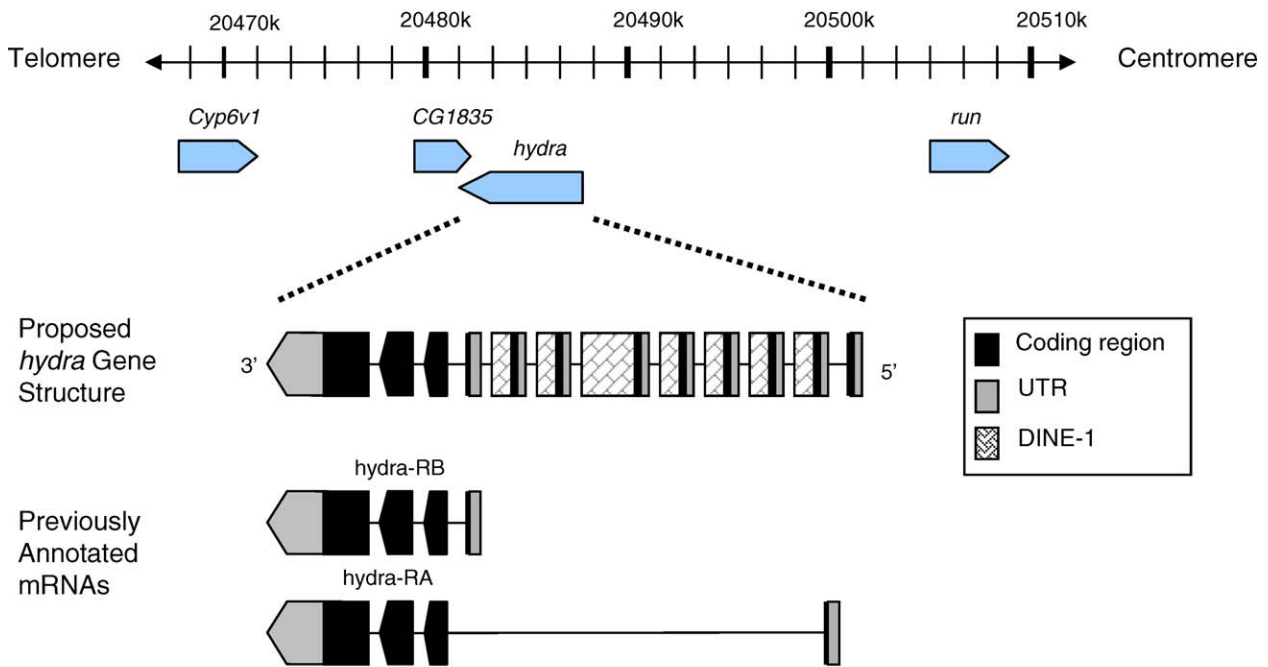 20470k 20480k 20490k 20500k 20510k
Telomere Centromere
Cyp6v1 CG1835 run
hydra
Proposed
hydra Gene
Structure
3’ 5’
Coding region
UTR
DINE-1
hydra-RB
Previously
Annotated
mRNAs
hydra-RA